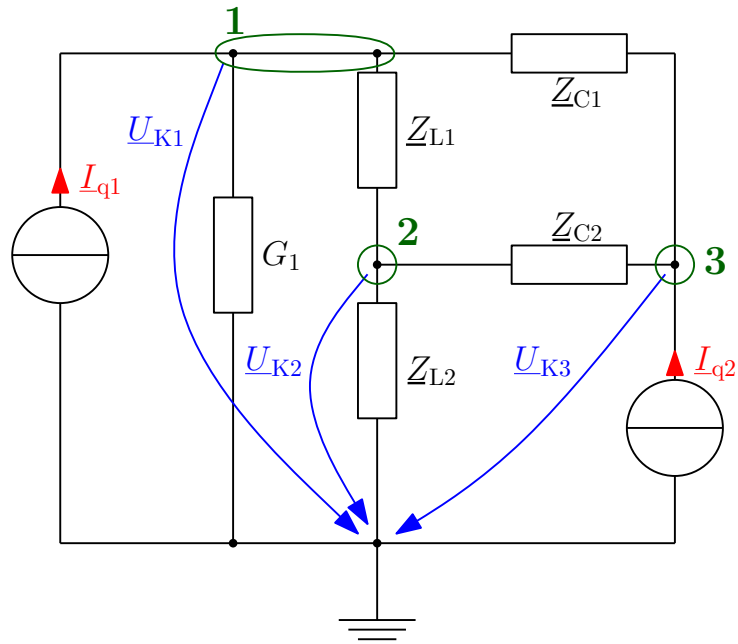 1
Z_C1
U_K1
Z_L1
I_q1
2
Z_C2
G_1
3
U_K2
U_K3
Z_L2
I_q2